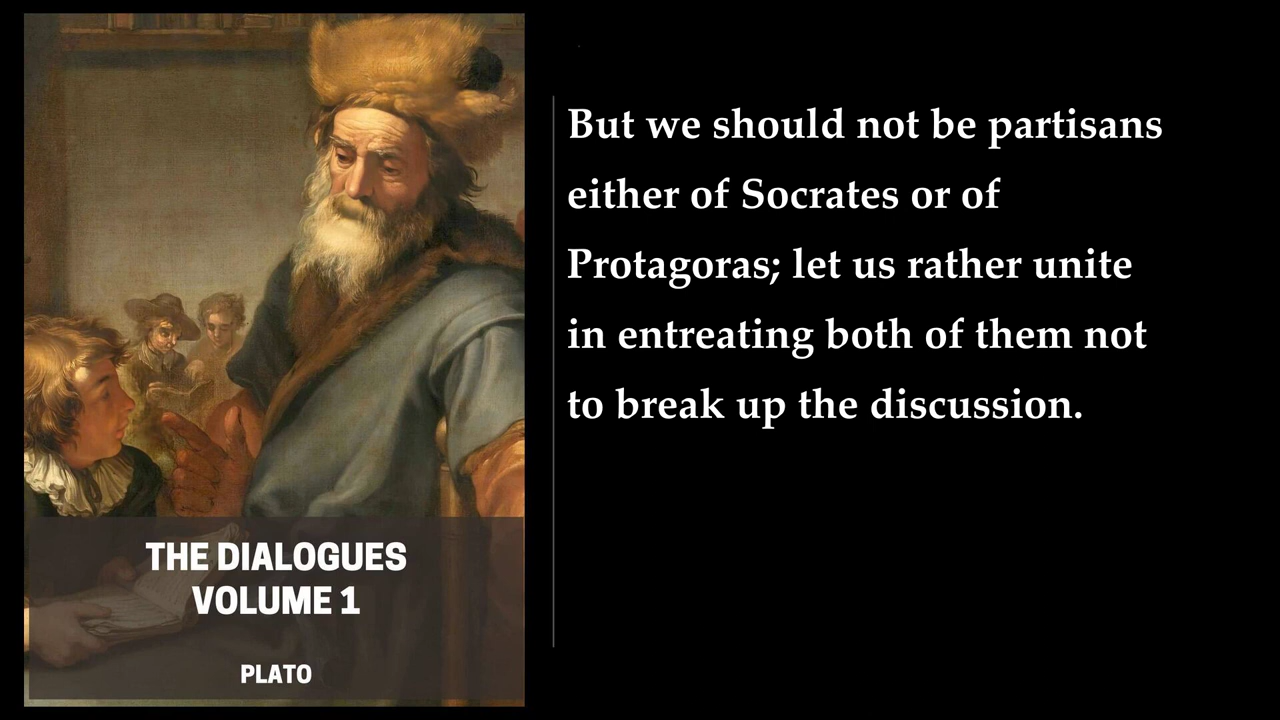 THE DIALOGUES
VOLUME 1
PLATO
But we should not be partisans
either of Socrates or of
Protagoras; let us rather unite
in entreating both of them not
to break up the discussion.